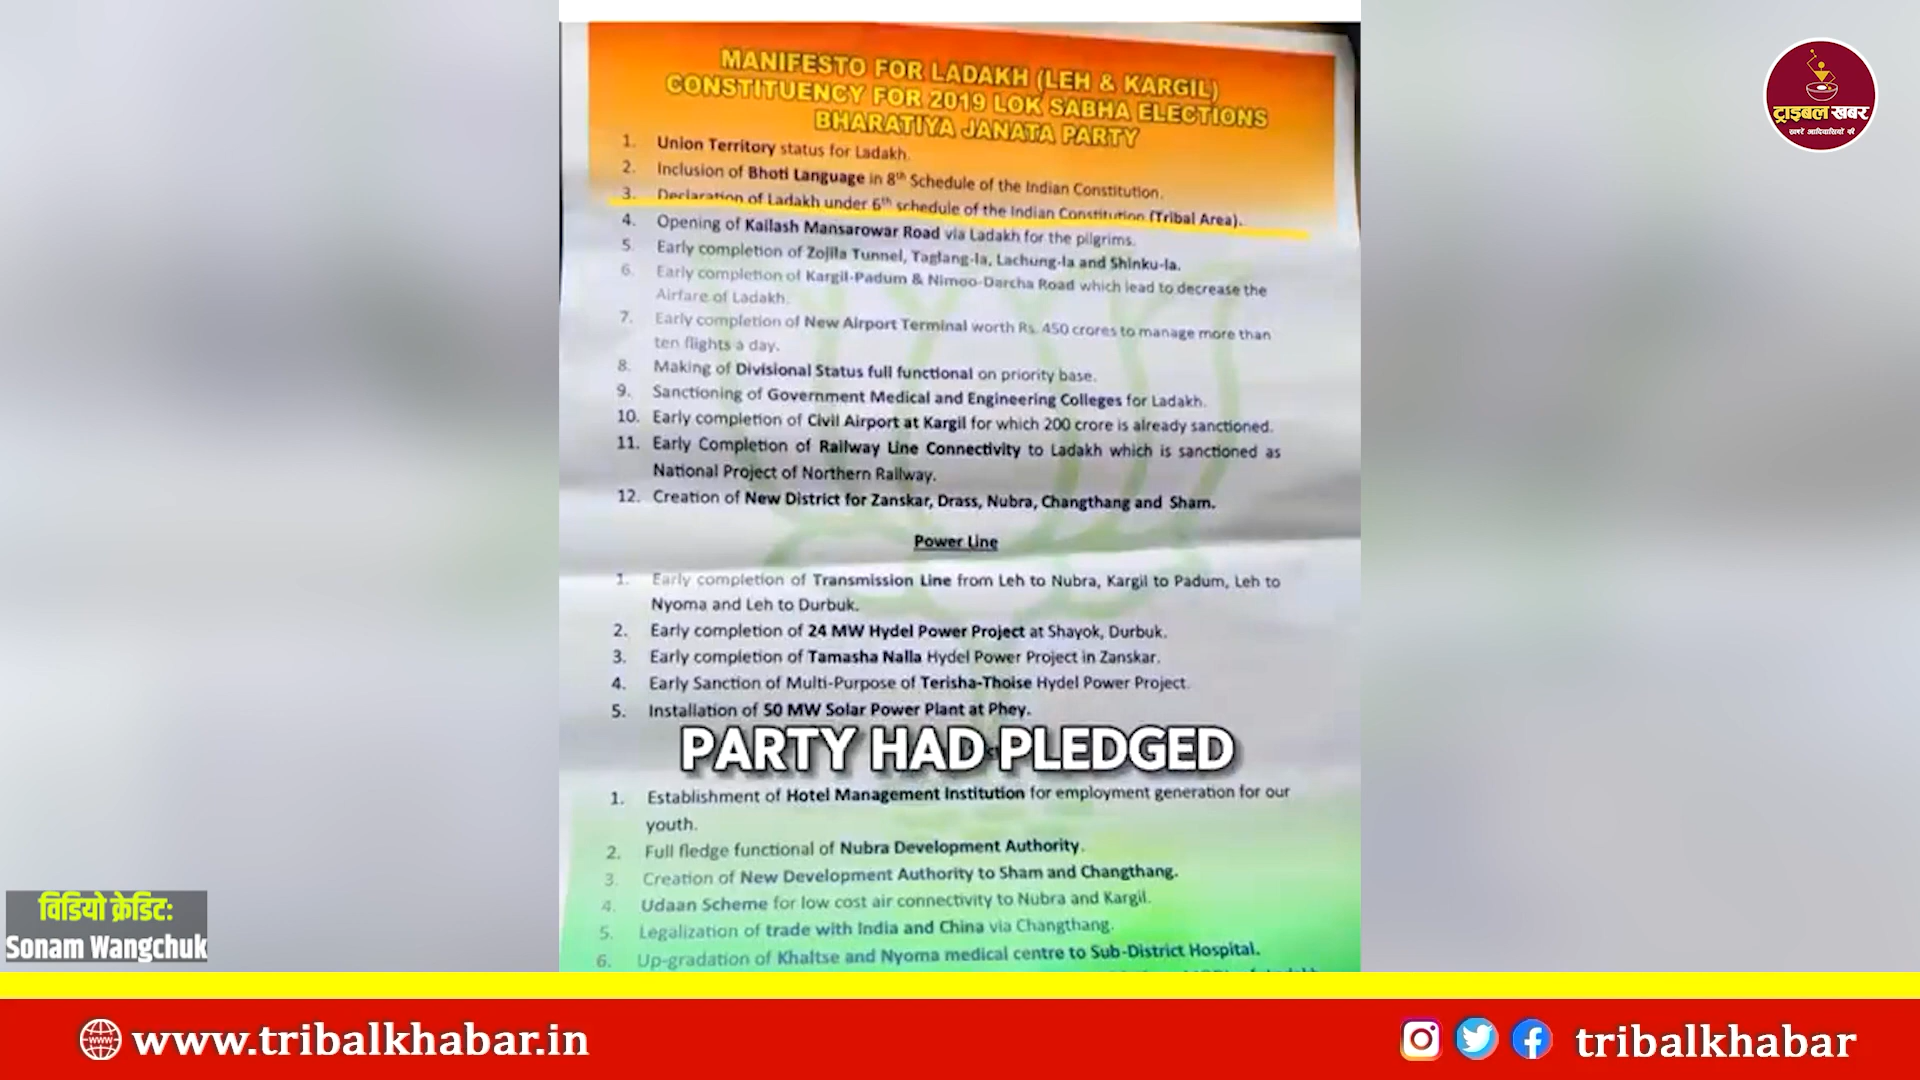 MANIFESTO FOR LADAKH (LEH & KARGIL)
CONSTITUENCY FOR 2019 LOK SABHA ELECTIONS
BHARATIYA JANATA PARTY
1. Union Territory status for Ladakh.
2. Inclusion of Bhoti Language in 8th Schedule of the Indian Constitution.
3. Declaration of Ladakh under 6th schedule of the Indian Constitution (Tribal Area).
4. Opening of Kailash Mansarowar Road via Ladakh for the pilgrims.
5. Early completion of Zojila Tunnel, Taglang-la, Lachung-la and Shinku-la.
6. Early completion of Kargil-Padum & Nimoo-Darcha Road which lead to decrease the
Airfare of Ladakh.
7. Early completion of New Airport Terminal worth Rs. 450 crores to manage more than
ten flights a day.
8. Making of Divisional Status full functional on priority base.
9. Sanctioning of Government Medical and Engineering Colleges for Ladakh.
10. Early completion of Civil Airport at Kargil for which 200 crore is already sanctioned.
11. Early Completion of Railway Line Connectivity to Ladakh which is sanctioned as
National Project of Northern Railway.
12. Creation of New District for Zanskar, Drass, Nubra, Changthang and Sham.
Power Line
1. Early completion of Transmission Line from Leh to Nubra, Kargil to Padum, Leh to
Nyoma and Leh to Durbuk.
2. Early completion of 24 MW Hydel Power Project at Shayok, Durbuk.
3. Early completion of Tamasha Nalla Hydel Power Project in Zanskar.
4. Early Sanction of Multi-Purpose of Terisha-Thoise Hydel Power Project.
5. Installation of 50 MW Solar Power Plant at Phey.
PARTY HAD PLEDGED
1. Establishment of Hotel Management Institution for employment generation for our
youth.
2. Full fledge functional of Nubra Development Authority.
3. Creation of New Development Authority to Sham and Changthang.
4. Udaan Scheme for low cost air connectivity to Nubra and Kargil.
5. Legalization of trade with India and China via Changthang.
6. Up-gradation of Khaltse and Nyoma medical centre to Sub-District Hospital.
ट्राइबल खबर
ख़बरें आदिवासियों की
विडियो क्रेडिट:
Sonam Wangchuk
www
www.tribalkhabar.in
tribalkhabar